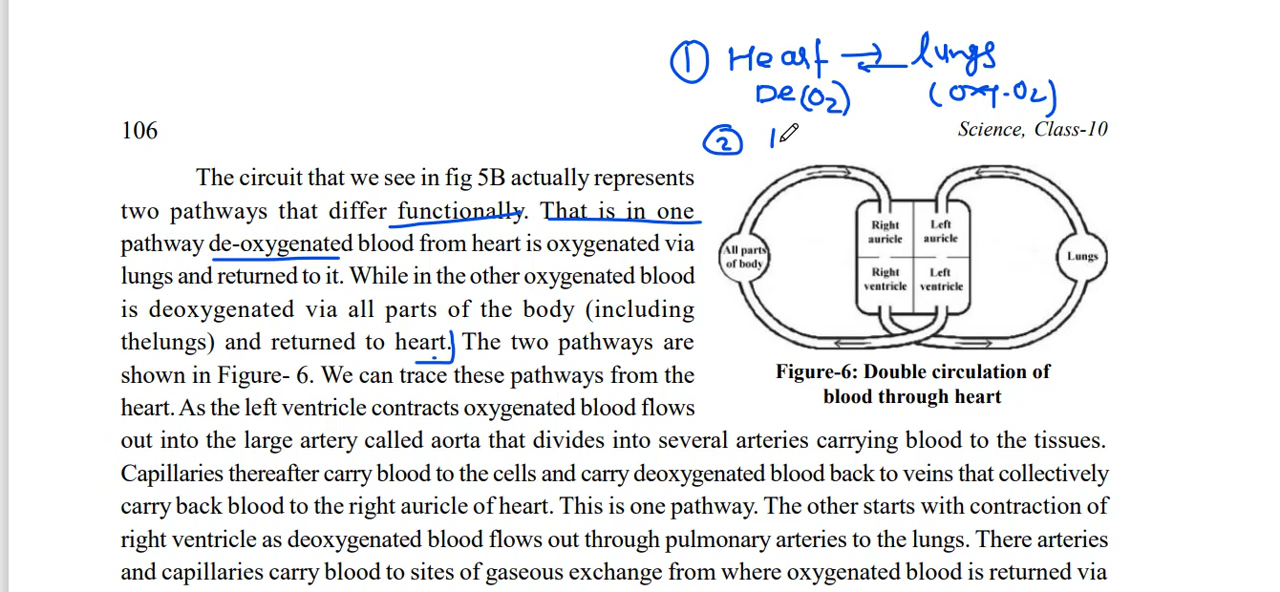 ① Heart ⇌ lungs
De(O2) (oxy-O2)
106
②
Science, Class-10
The circuit that we see in fig 5B actually represents
two pathways that differ functionally. That is in one
pathway de-oxygenated blood from heart is oxygenated via
lungs and returned to it. While in the other oxygenated blood
is deoxygenated via all parts of the body (including
thelungs) and returned to heart. The two pathways are
shown in Figure- 6. We can trace these pathways from the
heart. As the left ventricle contracts oxygenated blood flows
Right auricle
Left auricle
All parts of body
Lungs
Right ventricle
Left ventricle
Figure-6: Double circulation of
blood through heart
out into the large artery called aorta that divides into several arteries carrying blood to the tissues.
Capillaries thereafter carry blood to the cells and carry deoxygenated blood back to veins that collectively
carry back blood to the right auricle of heart. This is one pathway. The other starts with contraction of
right ventricle as deoxygenated blood flows out through pulmonary arteries to the lungs. There arteries
and capillaries carry blood to sites of gaseous exchange from where oxygenated blood is returned via